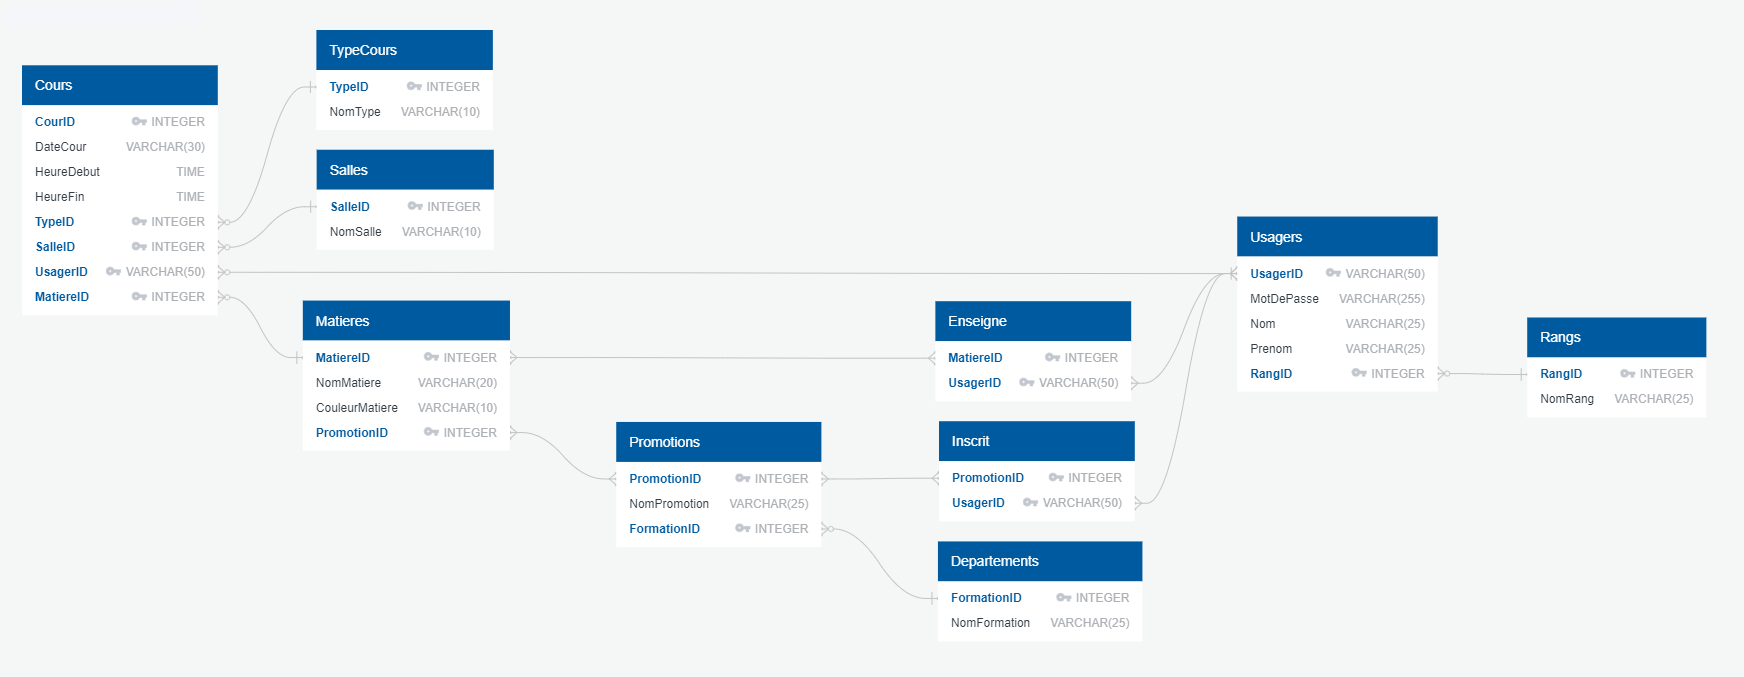 Cours
CourID INTEGER
DateCour VARCHAR(30)
HeureDebut TIME
HeureFin TIME
TypeID INTEGER
SalleID INTEGER
UsagerID VARCHAR(50)
MatiereID INTEGER
TypeCours
TypeID INTEGER
NomType VARCHAR(10)
Salles
SalleID INTEGER
NomSalle VARCHAR(10)
Matieres
MatiereID INTEGER
NomMatiere VARCHAR(20)
CouleurMatiere VARCHAR(10)
PromotionID INTEGER
Promotions
PromotionID INTEGER
NomPromotion VARCHAR(25)
FormationID INTEGER
Enseigne
MatiereID INTEGER
UsagerID VARCHAR(50)
Inscrit
PromotionID INTEGER
UsagerID VARCHAR(50)
Departements
FormationID INTEGER
NomFormation VARCHAR(25)
Usagers
UsagerID VARCHAR(50)
MotDePasse VARCHAR(255)
Nom VARCHAR(25)
Prenom VARCHAR(25)
RangID INTEGER
Rangs
RangID INTEGER
NomRang VARCHAR(25)